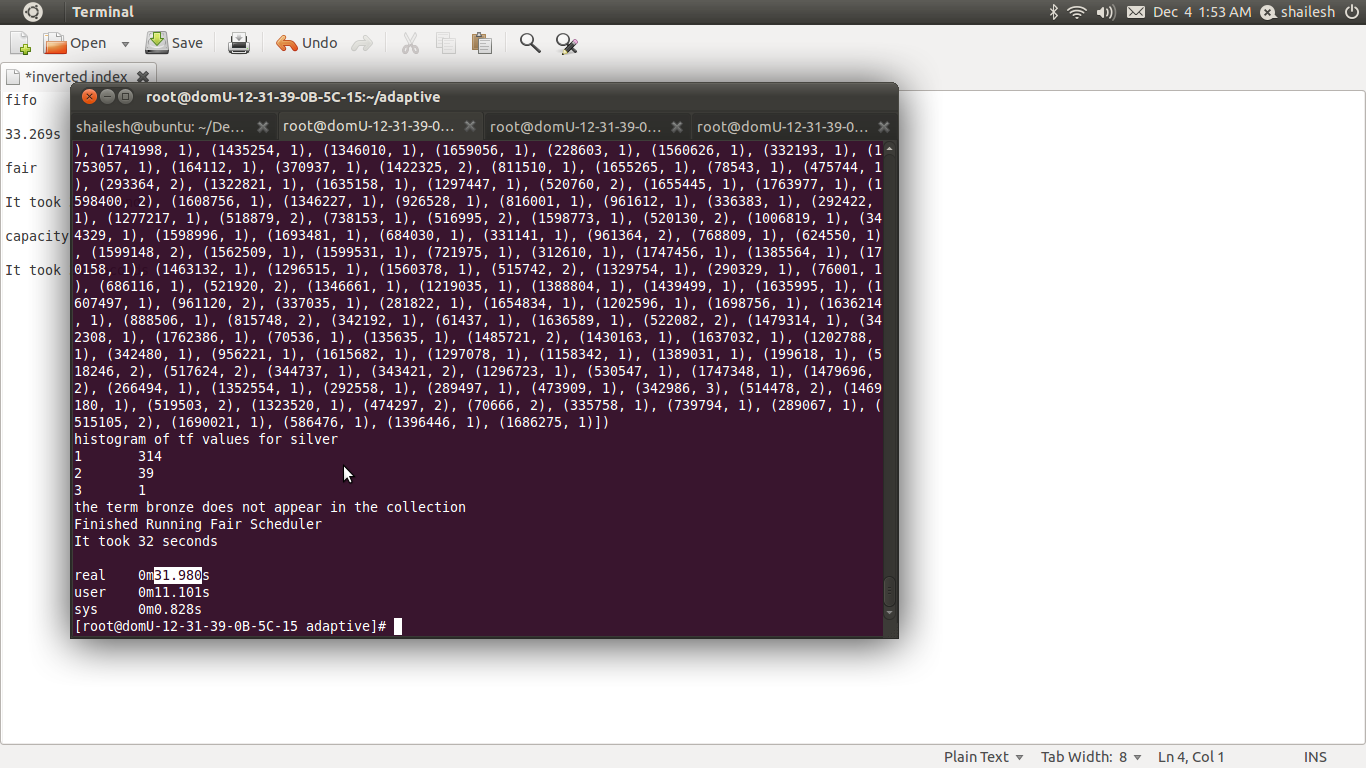 Terminal
Dec 4 1:53 AM shailesh
Open Save Undo
*inverted index
fifo
33.269s
fair
It took
capacity
It took
root@domU-12-31-39-0B-5C-15:~/adaptive
shailesh@ubuntu: ~/De... root@domU-12-31-39-0... root@domU-12-31-39-0... root@domU-12-31-39-0...
), (1741998, 1), (1435254, 1), (1346010, 1), (1659056, 1), (228603, 1), (1560626, 1), (332193, 1), (1
753057, 1), (164112, 1), (370937, 1), (1422325, 2), (811510, 1), (1655265, 1), (78543, 1), (475744, 1
), (293364, 2), (1322821, 1), (1635158, 1), (1297447, 1), (520760, 2), (1655445, 1), (1763977, 1), (1
598400, 2), (1608756, 1), (1346227, 1), (926528, 1), (816001, 1), (961612, 1), (336383, 1), (292422,
1), (1277217, 1), (518879, 2), (738153, 1), (516995, 2), (1598773, 1), (520130, 2), (1006819, 1), (34
4329, 1), (1598996, 1), (1693481, 1), (684030, 1), (331141, 1), (961364, 2), (768809, 1), (624550, 1)
, (1599148, 2), (1562509, 1), (1599531, 1), (721975, 1), (312610, 1), (1747456, 1), (1385564, 1), (17
0158, 1), (1463132, 1), (1296515, 1), (1560378, 1), (515742, 2), (1329754, 1), (290329, 1), (76001, 1
), (686116, 1), (521920, 2), (1346661, 1), (1219035, 1), (1388804, 1), (1439499, 1), (1635995, 1), (1
607497, 1), (961120, 2), (337035, 1), (281822, 1), (1654834, 1), (1202596, 1), (1698756, 1), (1636214
, 1), (888506, 1), (815748, 2), (342192, 1), (61437, 1), (1636589, 1), (522082, 2), (1479314, 1), (34
2308, 1), (1762386, 1), (70536, 1), (135635, 1), (1485721, 2), (1430163, 1), (1637032, 1), (1202788,
1), (342480, 1), (956221, 1), (1615682, 1), (1297078, 1), (1158342, 1), (1389031, 1), (199618, 1), (5
18246, 2), (517624, 2), (344737, 1), (343421, 2), (1296723, 1), (530547, 1), (1747348, 1), (1479696,
2), (266494, 1), (1352554, 1), (292558, 1), (289497, 1), (473909, 1), (342986, 3), (514478, 2), (1469
180, 1), (519503, 2), (1323520, 1), (474297, 2), (70666, 2), (335758, 1), (739794, 1), (289067, 1), (
515105, 2), (1690021, 1), (586476, 1), (1396446, 1), (1686275, 1)])
histogram of tf values for silver
1 314
2 39
3 1
the term bronze does not appear in the collection
Finished Running Fair Scheduler
It took 32 seconds
real 0m31.980s
user 0m11.101s
sys 0m0.828s
[root@domU-12-31-39-0B-5C-15 adaptive]#
Plain Text Tab Width: 8 Ln 4, Col 1 INS